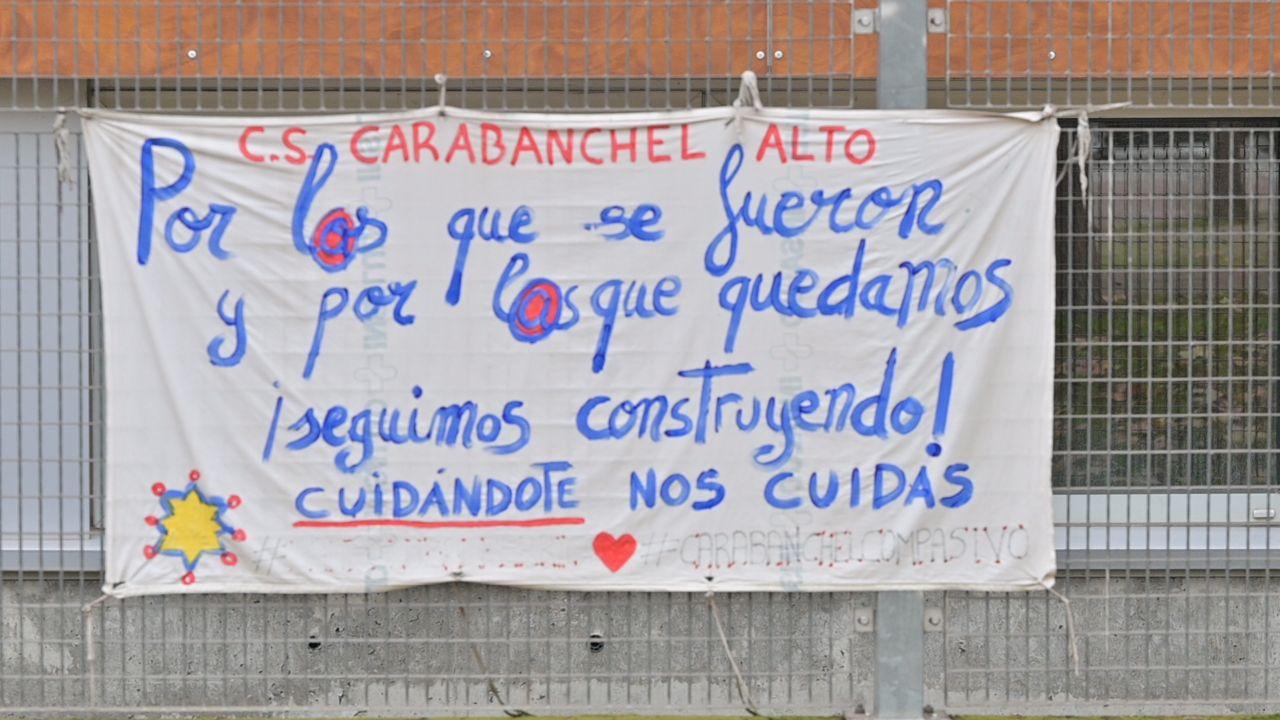 C.S. CARABANCHEL ALTO
Por l@s que se fueron
y por l@s que quedamos
¡seguimos construyendo!
CUIDÁNDOTE NOS CUIDAS
#CARABANCHELCOMPASIVO